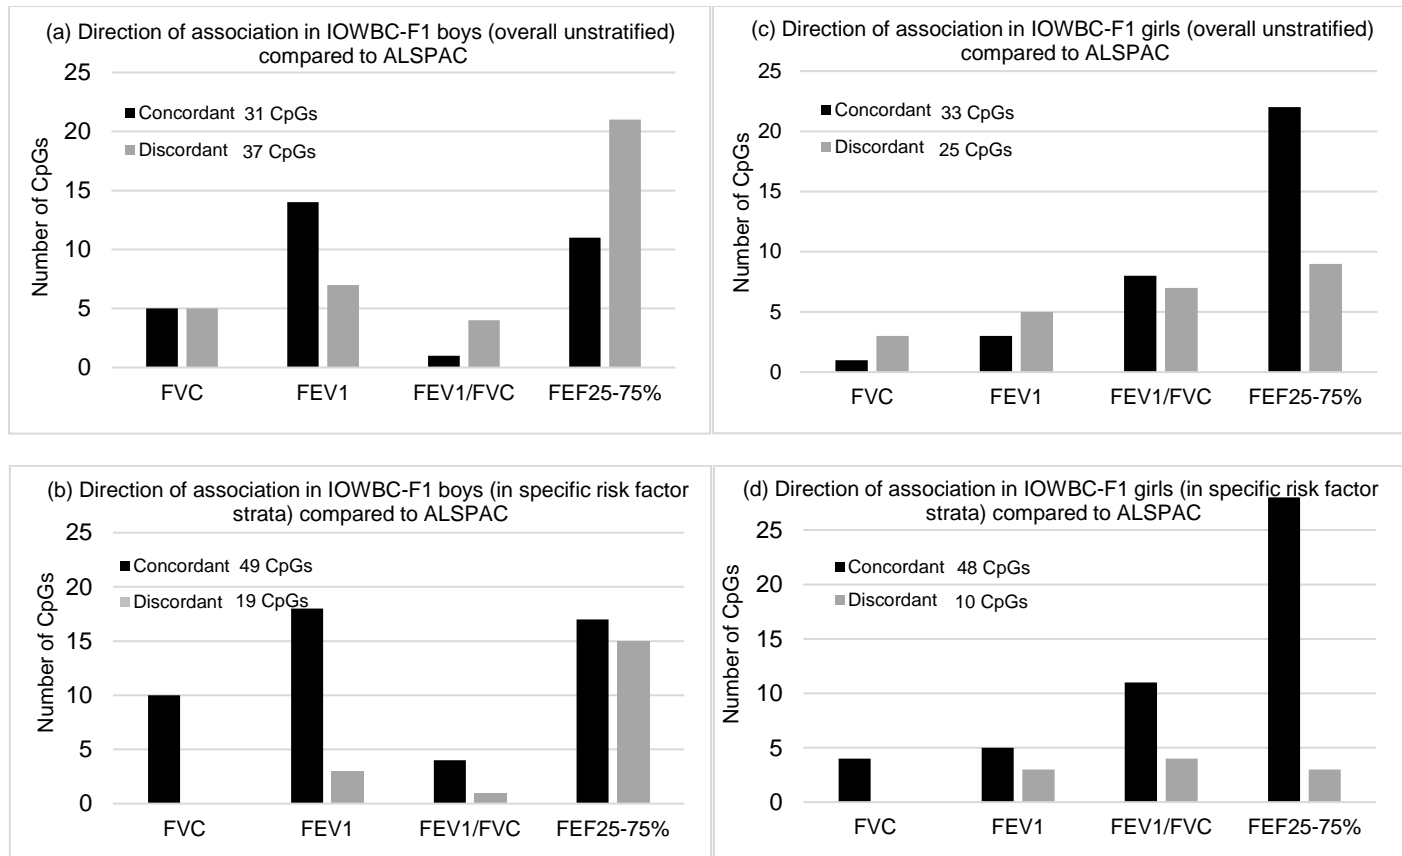 (a) Direction of association in IOWBC-F1 boys (overall unstratified)
compared to ALSPAC
Number of CpGs
25
20
15
10
5
0
Concordant 31 CpGs
Discordant 37 CpGs
FVC FEV1 FEV1/FVC FEF25-75%
(c) Direction of association in IOWBC-F1 girls (overall unstratified)
compared to ALSPAC
Number of CpGs
25
20
15
10
5
0
Concordant 33 CpGs
Discordant 25 CpGs
FVC FEV1 FEV1/FVC FEF25-75%
(b) Direction of association in IOWBC-F1 boys (in specific risk factor
strata) compared to ALSPAC
Number of CpGs
25
20
15
10
5
0
Concordant 49 CpGs
Discordant 19 CpGs
FVC FEV1 FEV1/FVC FEF25-75%
(d) Direction of association in IOWBC-F1 girls (in specific risk factor
strata) compared to ALSPAC
Number of CpGs
25
20
15
10
5
0
Concordant 48 CpGs
Discordant 10 CpGs
FVC FEV1 FEV1/FVC FEF25-75%